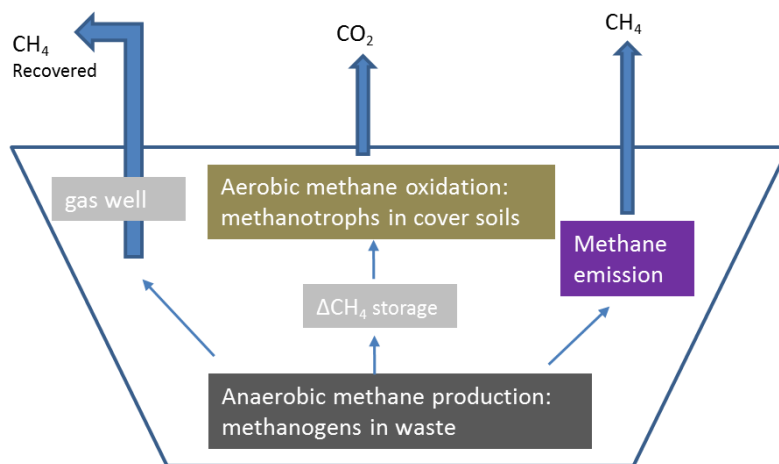 CH₄
Recovered
CO₂
CH₄
gas well
Aerobic methane oxidation:
methanotrophs in cover soils
Methane
emission
ΔCH₄ storage
Anaerobic methane production:
methanogens in waste